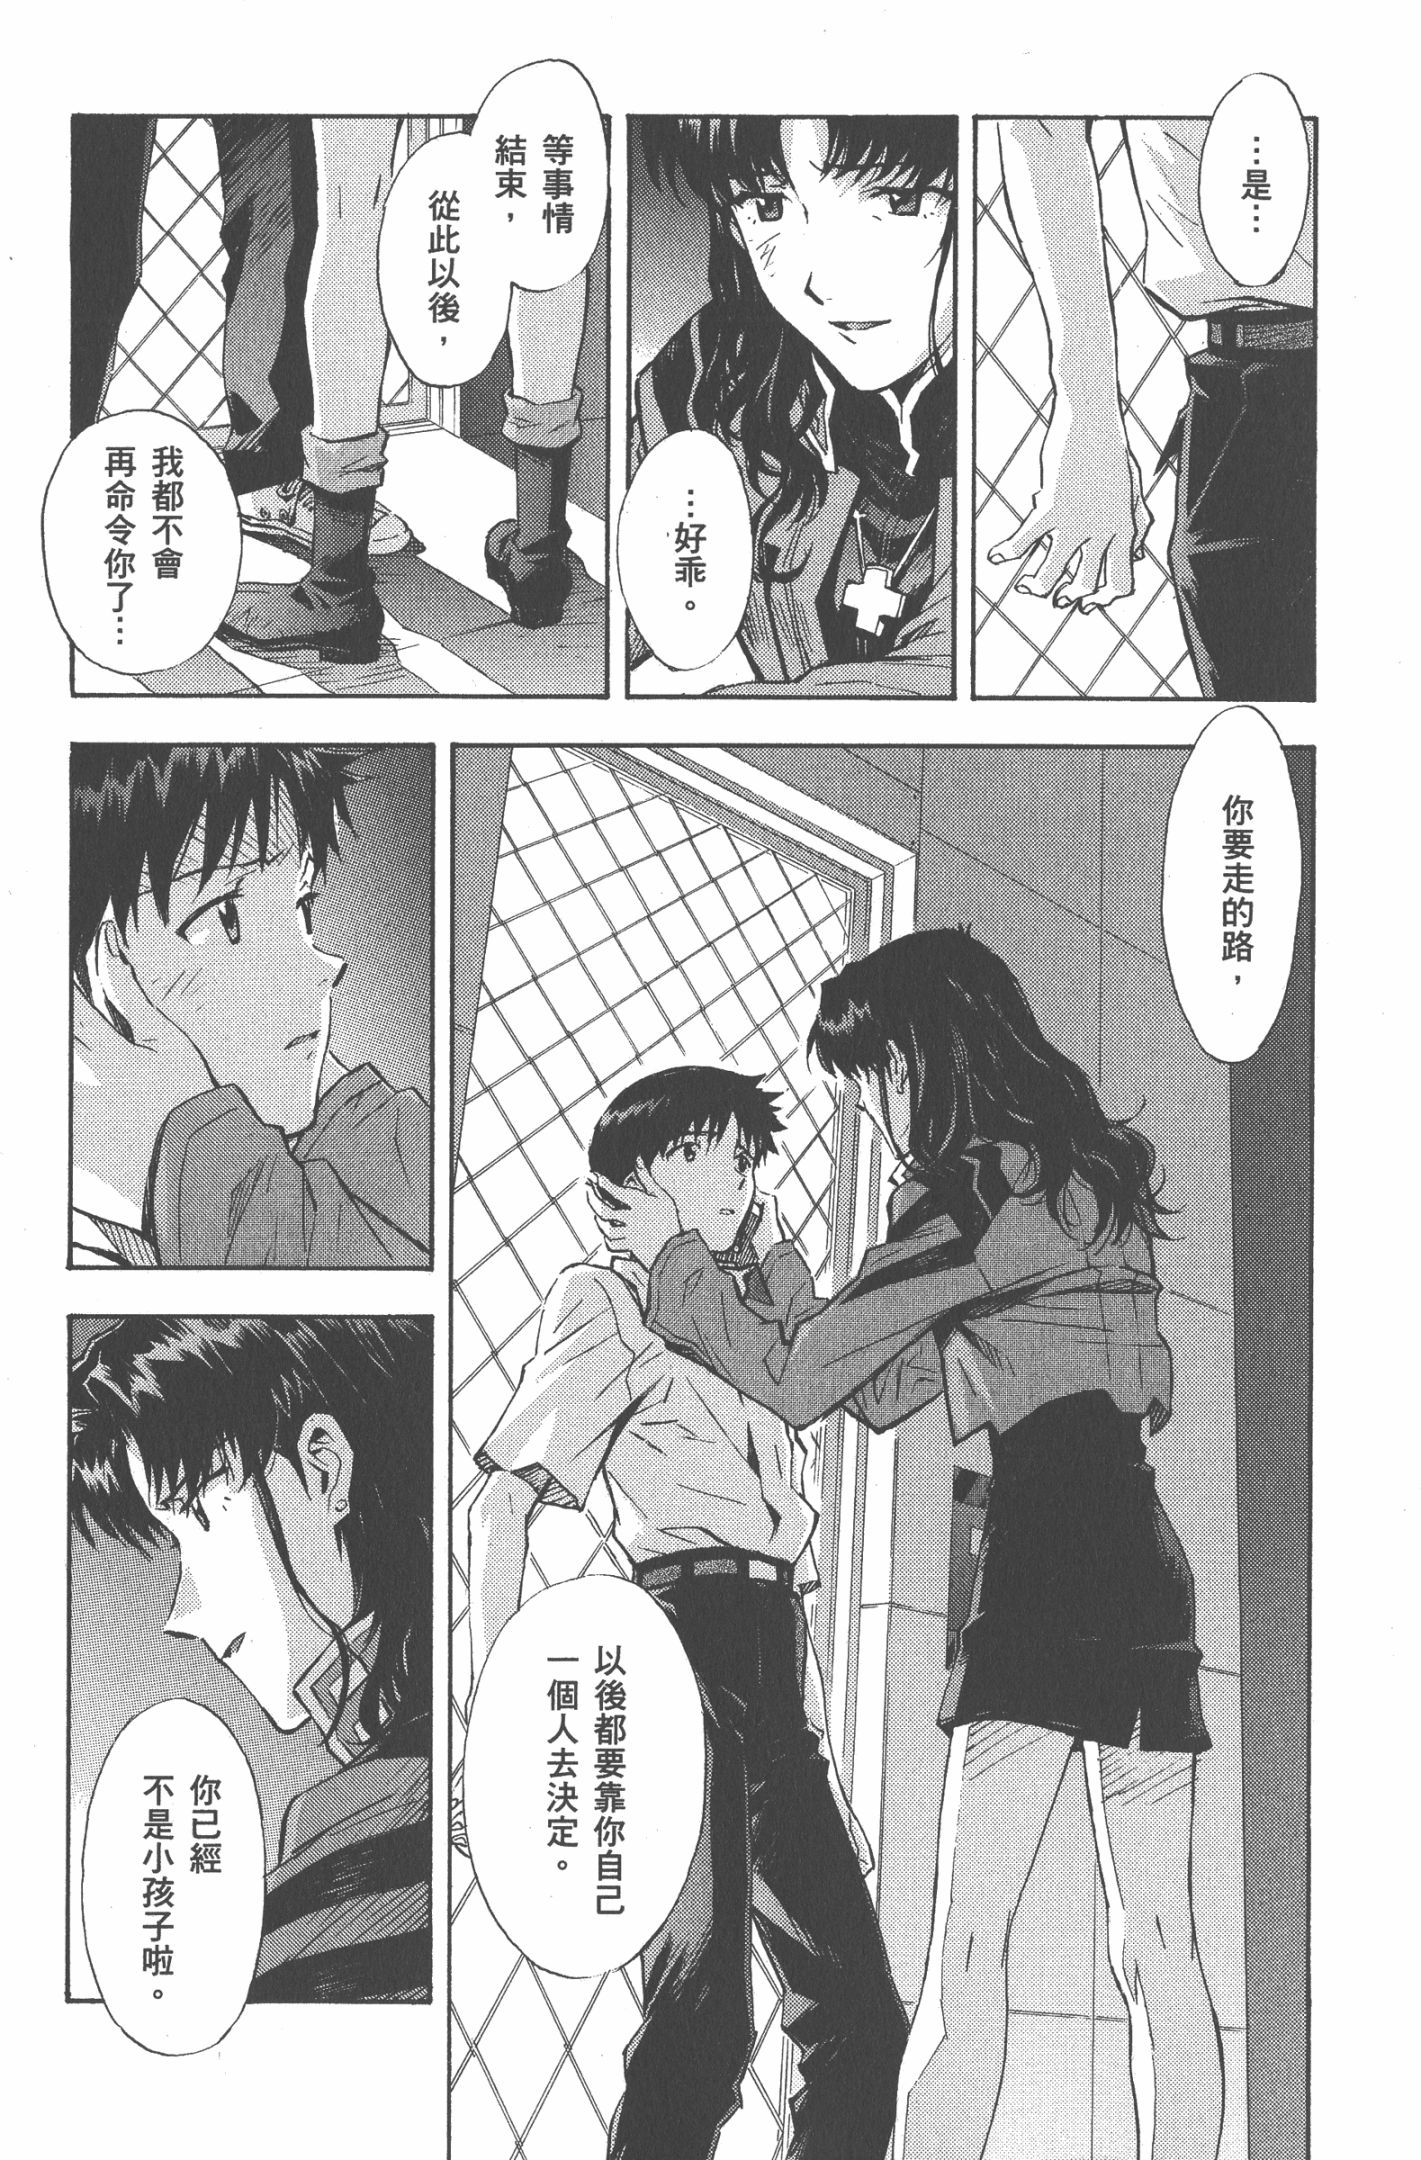 …是…
…好乖。
等事情
結束，
從此以後，
我都不會
再命令你了…
你要走的路，
以後都要靠你自己
一個人去決定。
你已經
不是小孩子啦。